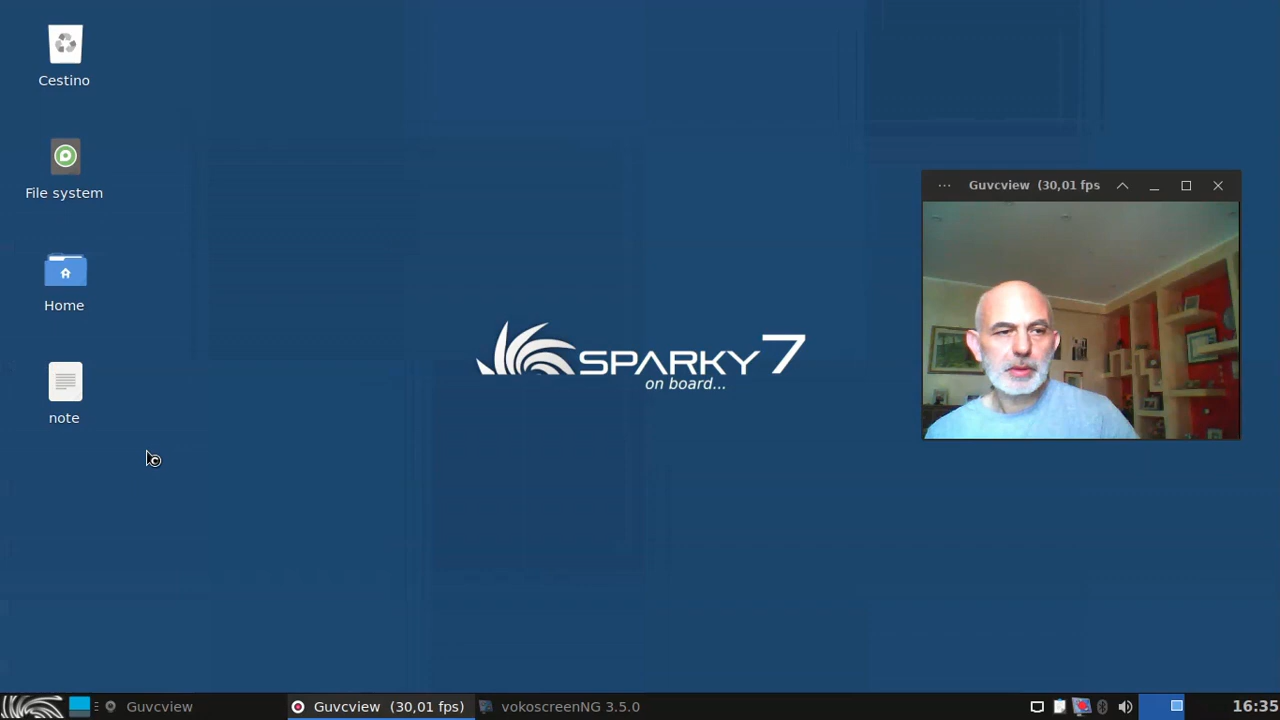 Cestino
File system
Home
note
Guvcview (30,01 fps
SPARKY 7
on board...
Guvcview
Guvcview (30,01 fps)
vokoscreenNG 3.5.0
16:35